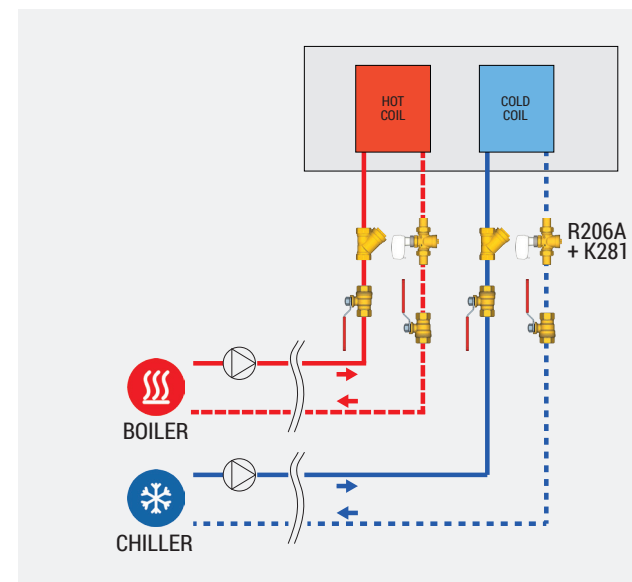 HOT
COIL
COLD
COIL
R206A
+ K281
BOILER
CHILLER